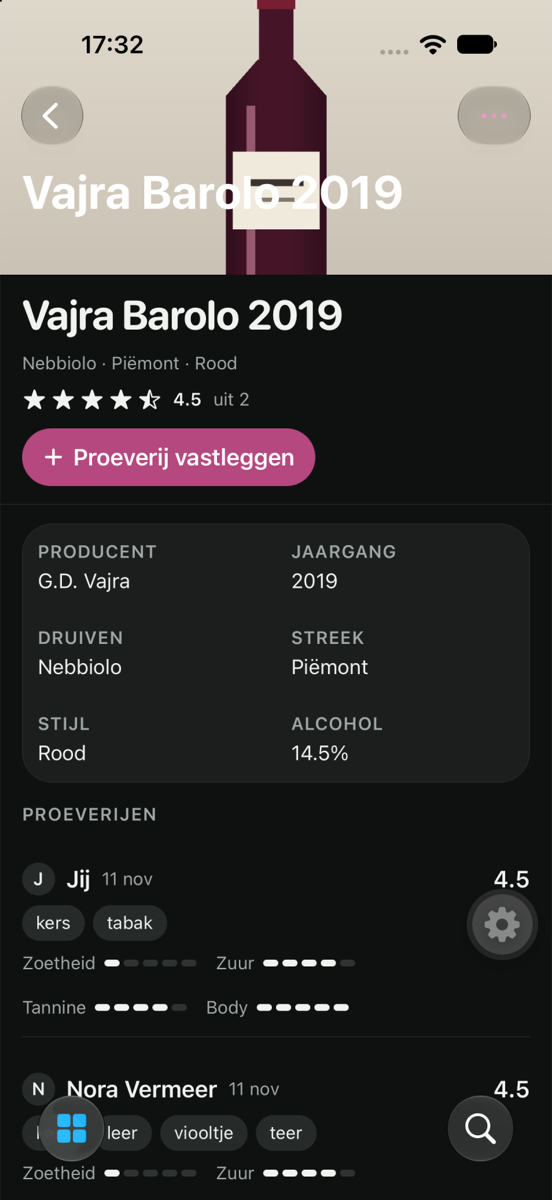 17:32
Vajra Barolo 2019
Vajra Barolo 2019
Nebbiolo · Piëmont · Rood
4.5 uit 2
+ Proeverij vastleggen
PRODUCENT JAARGANG
G.D. Vajra 2019
DRUIVEN STREEK
Nebbiolo Piëmont
STIJL ALCOHOL
Rood 14.5%
PROEVERIJEN
J Jij 11 nov 4.5
kers tabak
Zoetheid Zuur
Tannine Body
N Nora Vermeer 11 nov 4.5
leer viooltje teer
Zoetheid Zuur